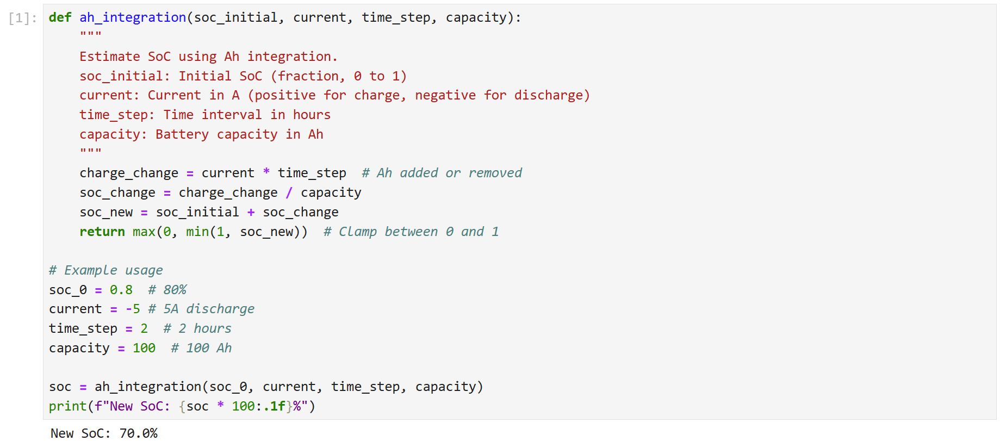 [1]: def ah_integration(soc_initial, current, time_step, capacity):
    """
    Estimate SoC using Ah integration.
    soc_initial: Initial SoC (fraction, 0 to 1)
    current: Current in A (positive for charge, negative for discharge)
    time_step: Time interval in hours
    capacity: Battery capacity in Ah
    """
    charge_change = current * time_step  # Ah added or removed
    soc_change = charge_change / capacity
    soc_new = soc_initial + soc_change
    return max(0, min(1, soc_new))  # Clamp between 0 and 1

# Example usage
soc_0 = 0.8  # 80%
current = -5 # 5A discharge
time_step = 2  # 2 hours
capacity = 100  # 100 Ah

soc = ah_integration(soc_0, current, time_step, capacity)
print(f"New SoC: {soc * 100:.1f}%")
New SoC: 70.0%